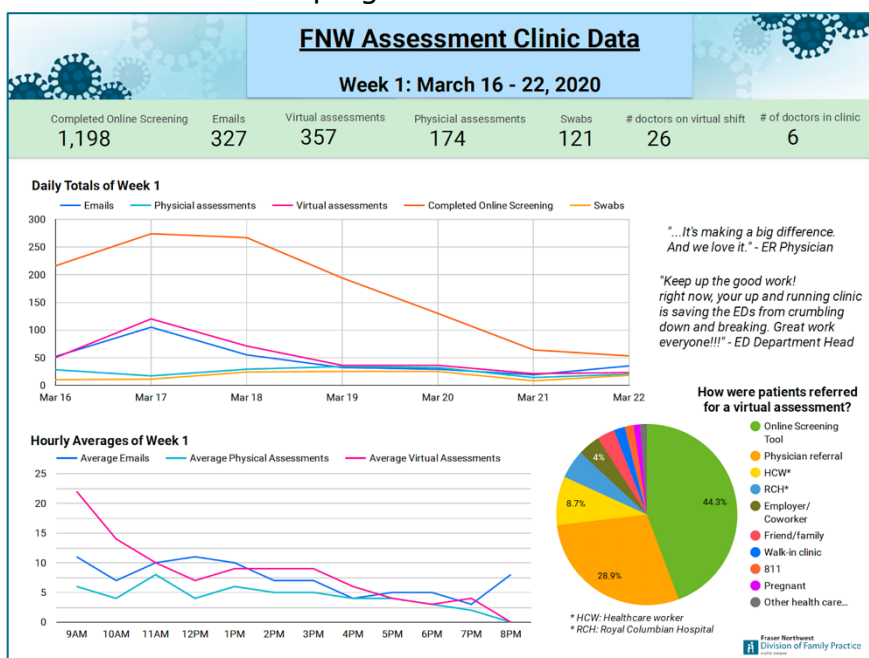 FNW Assessment Clinic Data
Week 1: March 16 - 22, 2020
Completed Online Screening
1,198
Emails
327
Virtual assessments
357
Physicial assessments
174
Swabs
121
# doctors on virtual shift
26
# of doctors in clinic
6
Daily Totals of Week 1
Emails
Physicial assessments
Virtual assessments
Completed Online Screening
Swabs
300
250
200
150
100
50
0
Mar 16
Mar 17
Mar 18
Mar 19
Mar 20
Mar 21
Mar 22
"...It's making a big difference.
And we love it." - ER Physician
"Keep up the good work!
right now, your up and running clinic
is saving the EDs from crumbling
down and breaking. Great work
everyone!!!" - ED Department Head
Hourly Averages of Week 1
Average Emails
Average Physical Assessments
Average Virtual Assessments
25
20
15
10
5
0
9AM
10AM
11AM
12PM
1PM
2PM
3PM
4PM
5PM
6PM
7PM
8PM
How were patients referred
for a virtual assessment?
44.3%
28.9%
8.7%
4%
Online Screening
Tool
Physician referral
HCW*
RCH*
Employer/
Coworker
Friend/family
Walk-in clinic
811
Pregnant
Other health care...
* HCW: Healthcare worker
* RCH: Royal Columbian Hospital
Fraser Northwest
Division of Family Practice